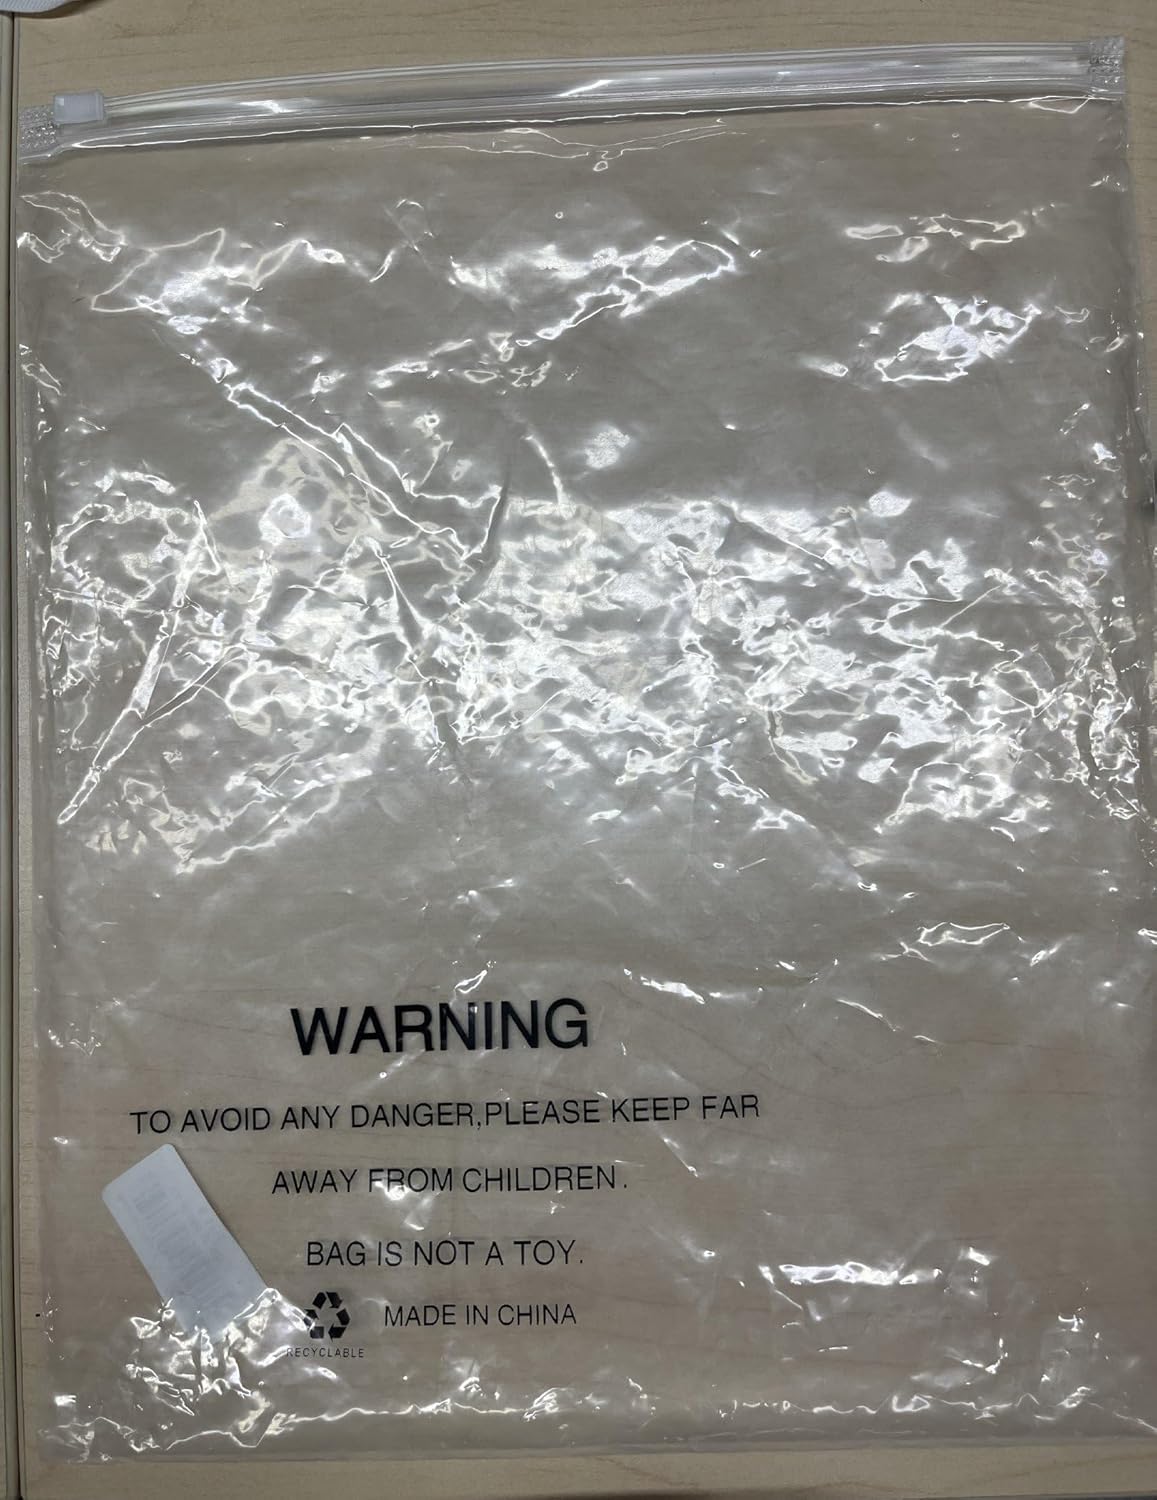 WARNING
TO AVOID ANY DANGER,PLEASE KEEP FAR
AWAY FROM CHILDREN.
BAG IS NOT A TOY.
MADE IN CHINA
RECYCLABLE